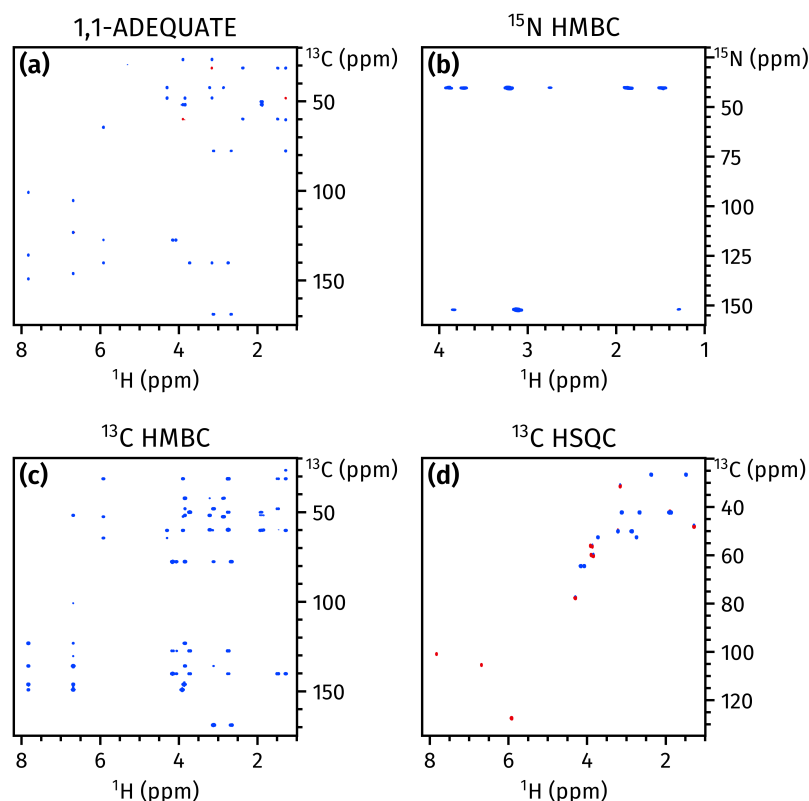 1,1-ADEQUATE
(a)
¹³C (ppm)
50
100
150
8 6 4 2
¹H (ppm)
¹⁵N HMBC
(b)
¹⁵N (ppm)
50
75
100
125
150
4 3 2 1
¹H (ppm)
¹³C HMBC
(c)
¹³C (ppm)
50
100
150
8 6 4 2
¹H (ppm)
¹³C HSQC
(d)
¹³C (ppm)
40
60
80
100
120
8 6 4 2
¹H (ppm)